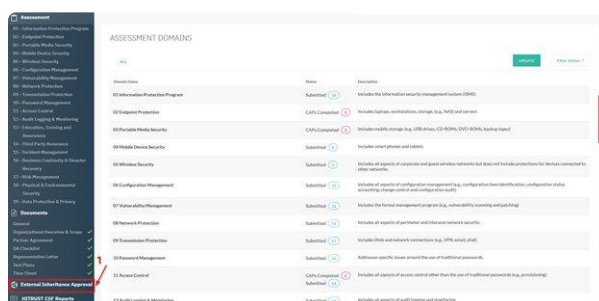 Assessment
01 - Information Protection Program
02 - Endpoint Protection
03 - Portable Media Security
04 - Mobile Device Security
05 - Wireless Security
06 - Configuration Management
07 - Vulnerability Management
08 - Network Protection
09 - Transmission Protection
10 - Password Management
11 - Access Control
12 - Audit Logging & Monitoring
13 - Education, Training and
Awareness
14 - Third Party Assurance
15 - Incident Management
16 - Business Continuity & Disaster
Recovery
17 - Risk Management
18 - Physical & Environmental
Security
19 - Data Protection & Privacy
Documents
General
Organizational Overview & Scope
Partner Agreement
QA Checklist
Representation Letter
Test Plans
Time Sheet
1
External Inheritance Approval
HITRUST CSF Reports
ASSESSMENT DOMAINS
ALL
UPDATE
Filter Status
Domain Name Status Description
01 Information Protection Program Submitted Includes the information security management system (ISMS)
02 Endpoint Protection CAPs Completed Includes laptops, workstations, storage, (e.g., NAS) and servers
03 Portable Media Security CAPs Completed Includes mobile storage (e.g., USB drives, CD-ROMs, DVD-ROMs, backup tapes)
04 Mobile Device Security Submitted Includes smart phones and tablets
05 Wireless Security Submitted Includes all aspects of corporate and guest wireless networks but does not include protections for devices connected to
other networks.
06 Configuration Management Submitted Includes all aspects of configuration management (e.g., configuration item identification, configuration status
accounting, change control and configuration audit)
07 Vulnerability Management Submitted Includes the formal management program (e.g., vulnerability scanning and patching)
08 Network Protection Submitted Includes all aspects of perimeter and internal network security
09 Transmission Protection Submitted Includes Web and network connections (e.g., VPN, email, chat)
10 Password Management Submitted Addresses specific issues around the use of traditional passwords
11 Access Control CAPs Completed Includes all aspects of access control other than the use of traditional passwords (e.g., provisioning)
Submitted
12 Audit Logging & Monitoring Submitted Includes all aspects of audit logging and monitoring